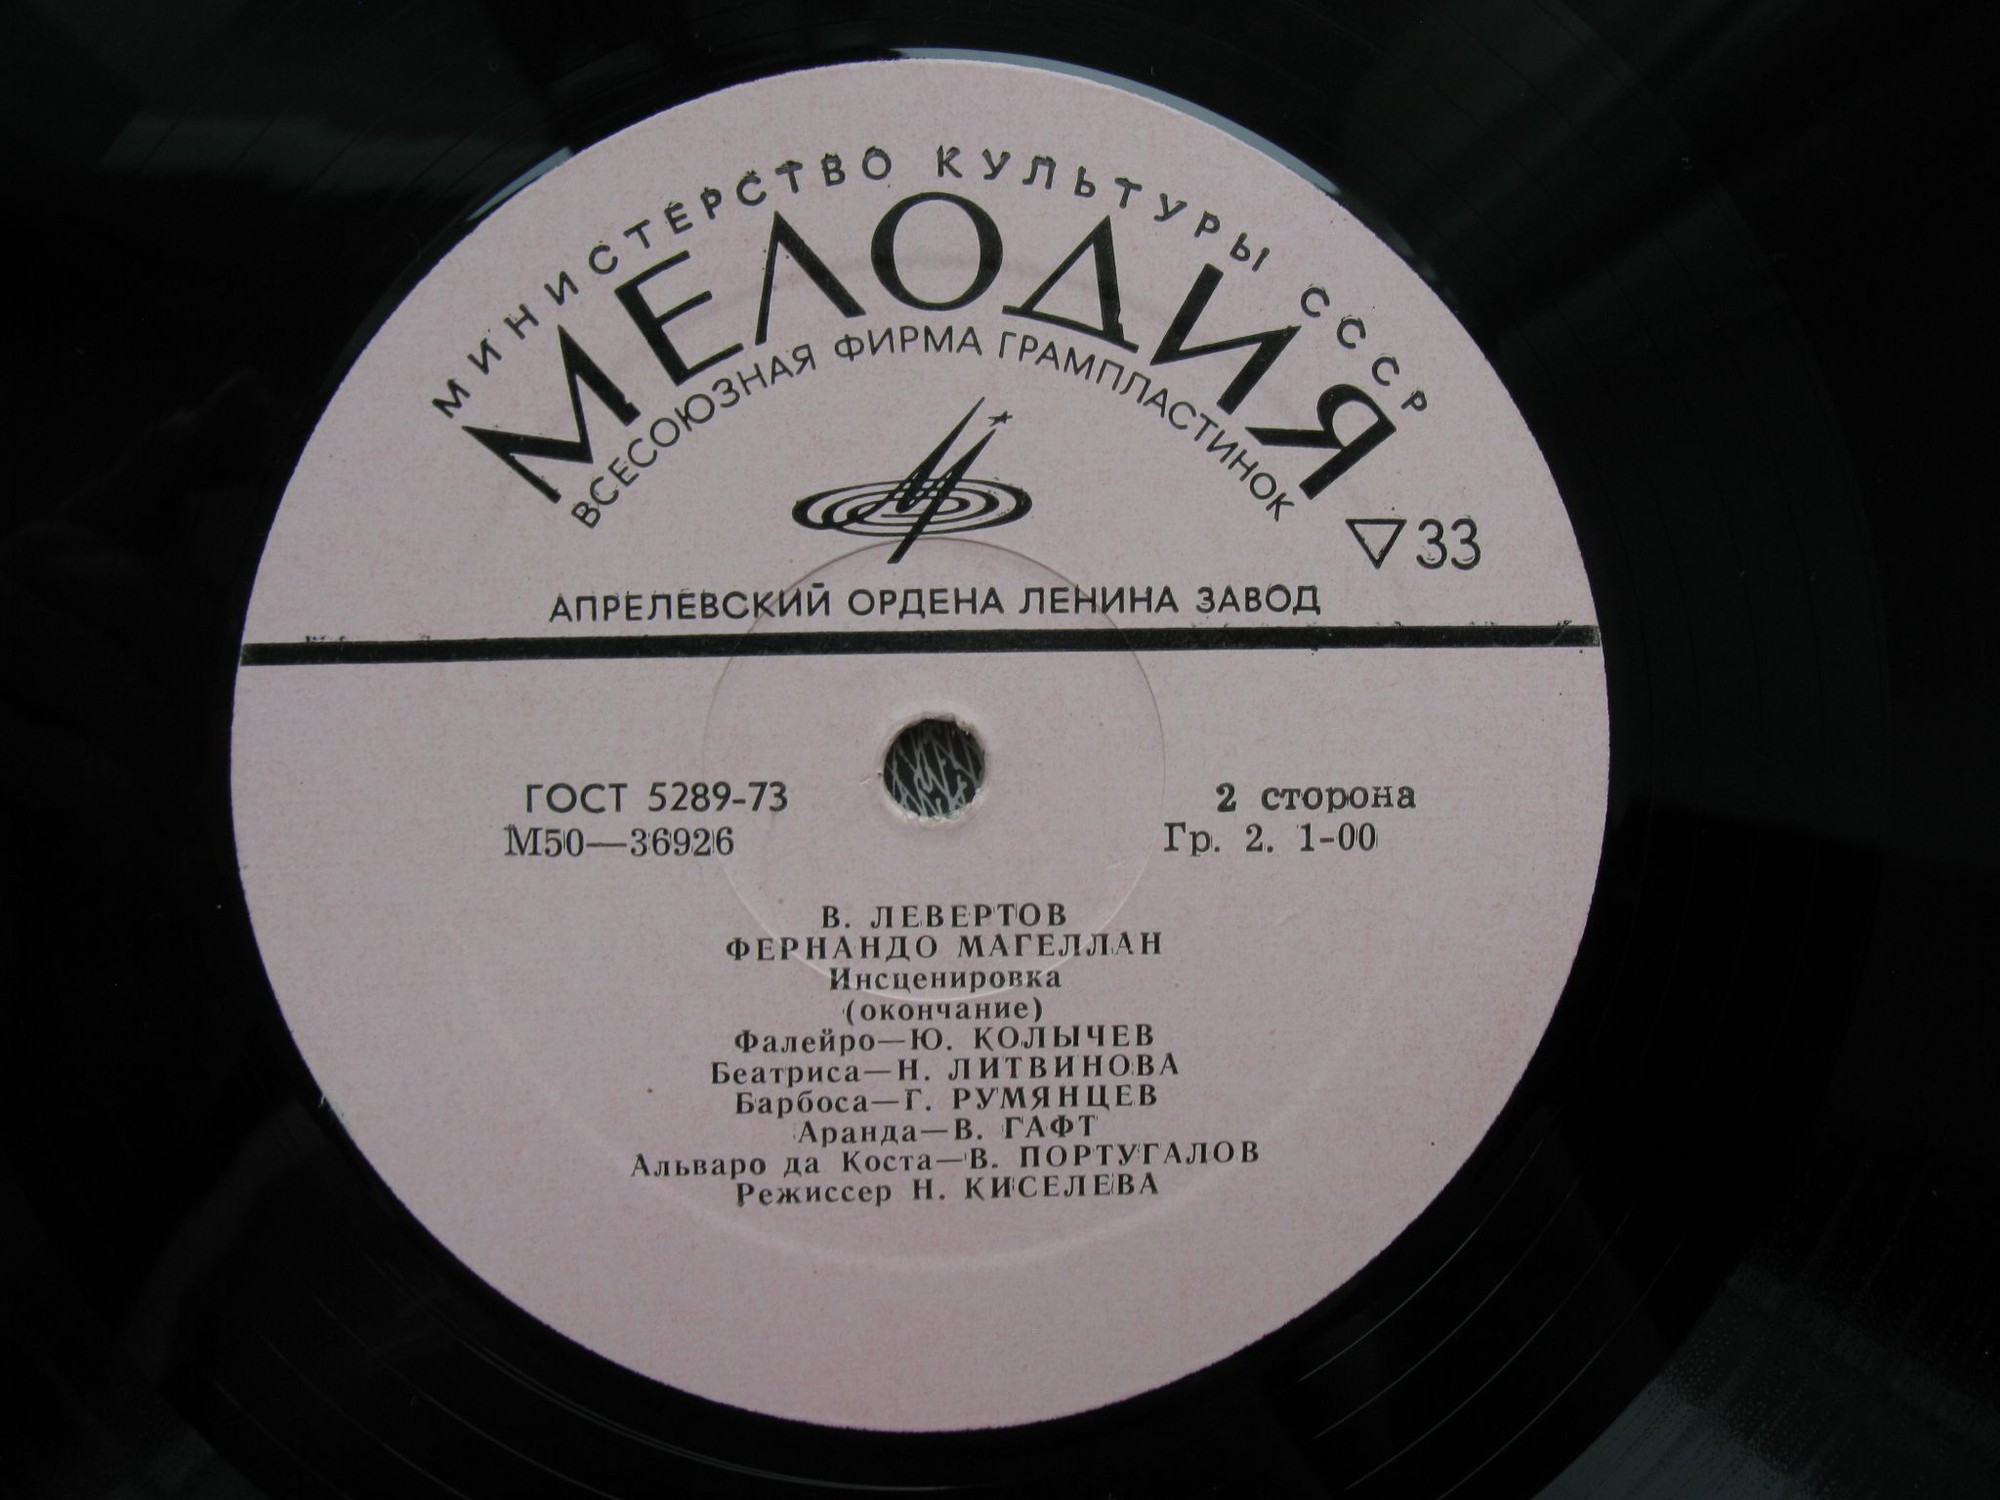 МИНИСТЕРСТВО КУЛЬТУРЫ СССР
МЕЛОДИЯ
ВСЕСОЮЗНАЯ ФИРМА ГРАМПЛАСТИНОК
33
АПРЕЛЕВСКИЙ ОРДЕНА ЛЕНИНА ЗАВОД
ГОСТ 5289-73
2 сторона
М50—36926
Гр. 2. 1-00
В. ЛЕВЕРТОВ
ФЕРНАНДО МАГЕЛЛАН
Инсценировка
(окончание)
Фалейро—Ю. КОЛЫЧЕВ
Беатриса—Н. ЛИТВИНОВА
Барбоса—Г. РУМЯНЦЕВ
Аранда—В. ГАФТ
Альваро да Коста—В. ПОРТУГАЛОВ
Режиссер Н. КИСЕЛЕВА